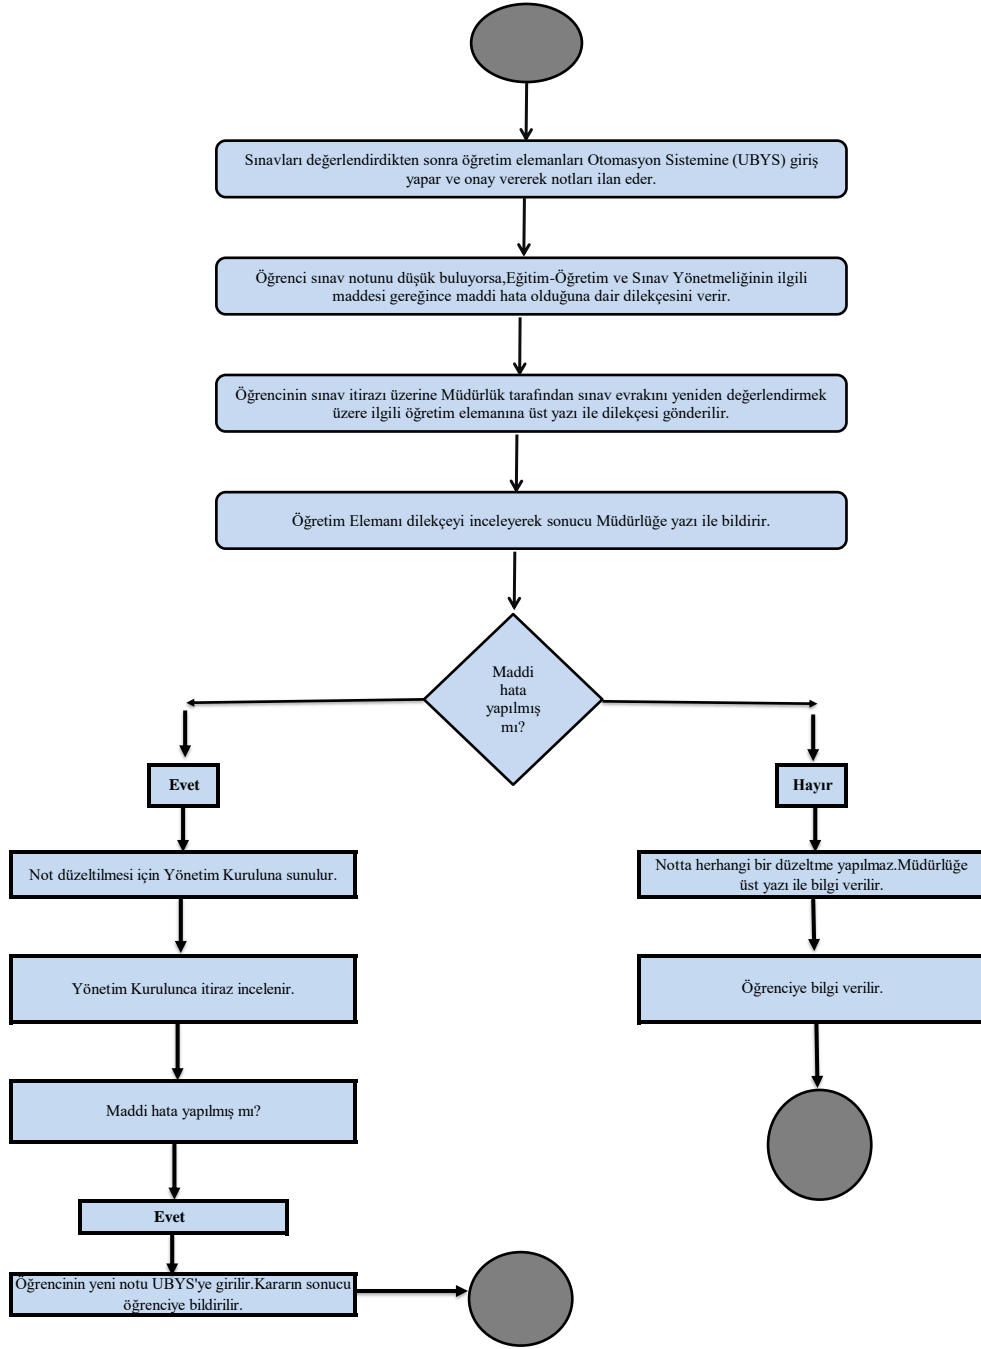 Sınavları değerlendirdikten sonra öğretim elemanları Otomasyon Sistemine (UBYS) giriş
yapar ve onay vererek notları ilan eder.
Öğrenci sınav notunu düşük buluyorsa,Eğitim-Öğretim ve Sınav Yönetmeliğinin ilgili
maddesi gereğince maddi hata olduğuna dair dilekçesini verir.
Öğrencinin sınav itirazı üzerine Müdürlük tarafından sınav evrakını yeniden değerlendirmek
üzere ilgili öğretim elemanına üst yazı ile dilekçesi gönderilir.
Öğretim Elemanı dilekçeyi inceleyerek sonucu Müdürlüğe yazı ile bildirir.
Maddi
hata
yapılmış
mı?
Evet
Hayır
Not düzeltilmesi için Yönetim Kuruluna sunulur.
Notta herhangi bir düzeltme yapılmaz.Müdürlüğe
üst yazı ile bilgi verilir.
Yönetim Kurulunca itiraz incelenir.
Öğrenciye bilgi verilir.
Maddi hata yapılmış mı?
Evet
Öğrencinin yeni notu UBYS'ye girilir.Kararın sonucu
öğrenciye bildirilir.